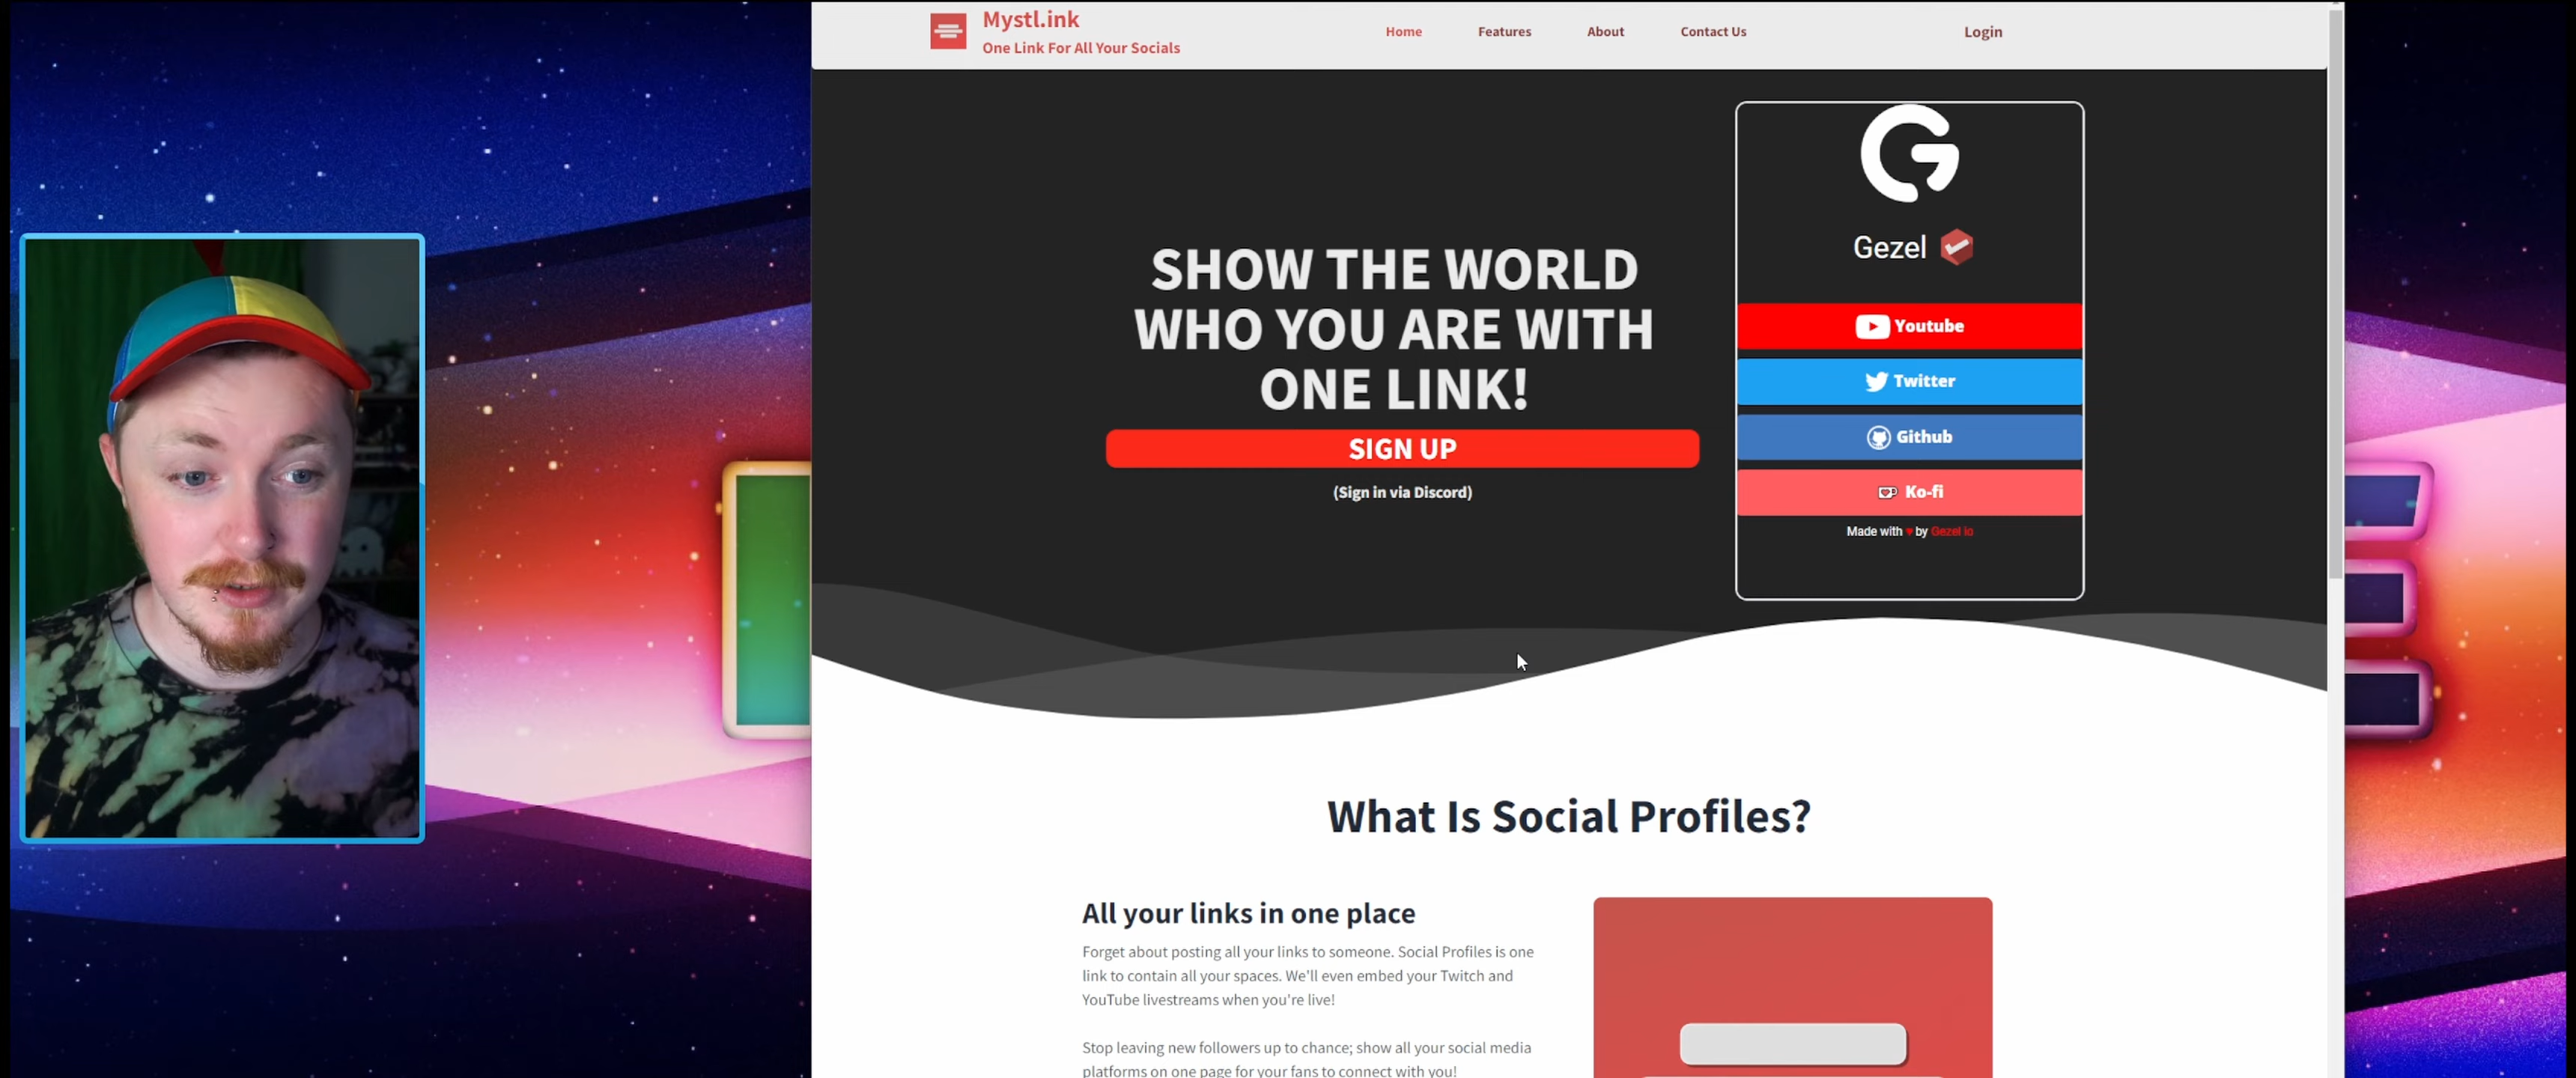 Mystl.ink
One Link For All Your Socials
Home
Features
About
Contact Us
Login
SHOW THE WORLD
WHO YOU ARE WITH
ONE LINK!
SIGN UP
(Sign in via Discord)
Gezel
Youtube
Twitter
Github
Ko-fi
Made with ♥ by Gezel Io
What Is Social Profiles?
All your links in one place
Forget about posting all your links to someone. Social Profiles is one
link to contain all your spaces. We'll even embed your Twitch and
YouTube livestreams when you're live!
Stop leaving new followers up to chance; show all your social media
platforms on one page for your fans to connect with you!